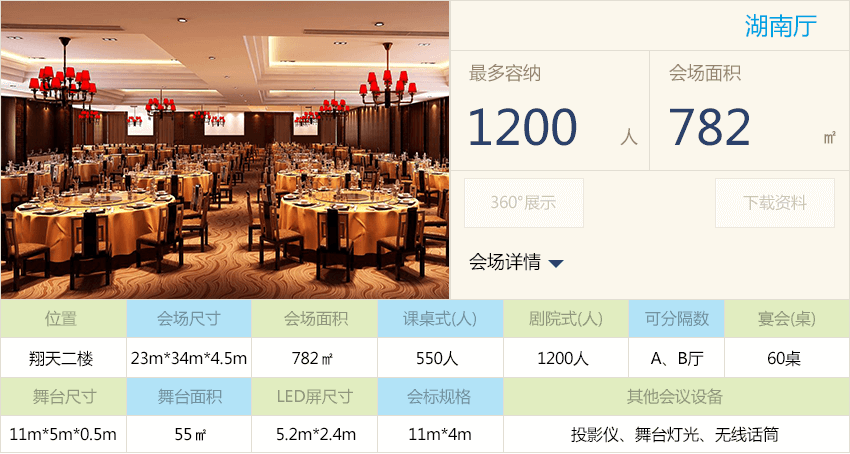 湖南厅
最多容纳 会场面积
1200 人 782 ㎡
360°展示 下载资料
会场详情
位置 会场尺寸 会场面积 课桌式(人) 剧院式(人) 可分隔数 宴会(桌)
翔天二楼 23m*34m*4.5m 782㎡ 550人 1200人 A、B厅 60桌
舞台尺寸 舞台面积 LED屏尺寸 会标规格 其他会议设备
11m*5m*0.5m 55㎡ 5.2m*2.4m 11m*4m 投影仪、舞台灯光、无线话筒